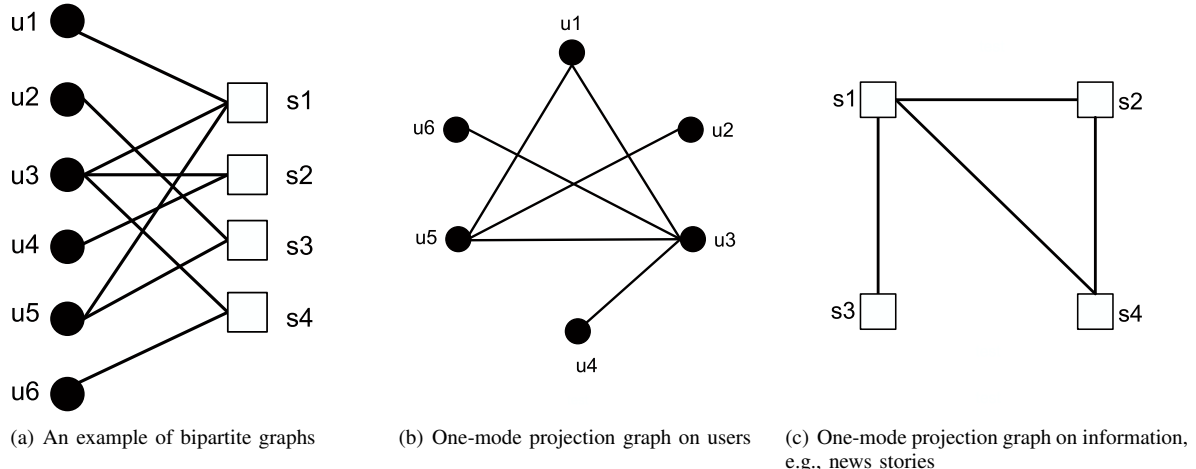 u1
u2
u3
u4
u5
u6
s1
s2
s3
s4
(a) An example of bipartite graphs
u1
u6
u2
u5
u3
u4
(b) One-mode projection graph on users
s1
s2
s3
s4
(c) One-mode projection graph on information,
e.g., news stories